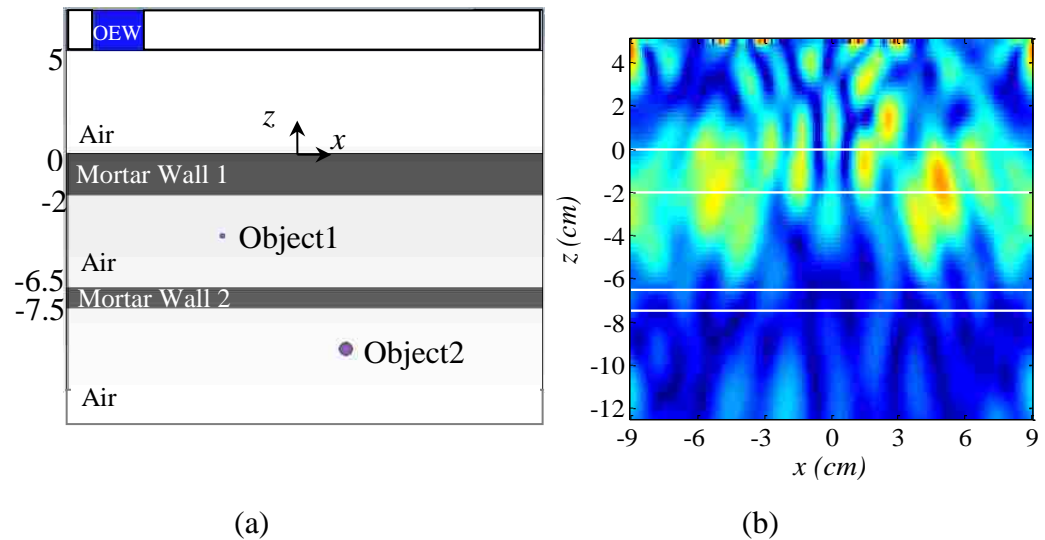 OEW
5
z
x
Air
0
Mortar Wall 1
-2
Object1
Air
-6.5
Mortar Wall 2
-7.5
Object2
Air
(a)
4
2
0
-2
-4
-6
-8
-10
-12
z (cm)
-9 -6 -3 0 3 6 9
x (cm)
(b)